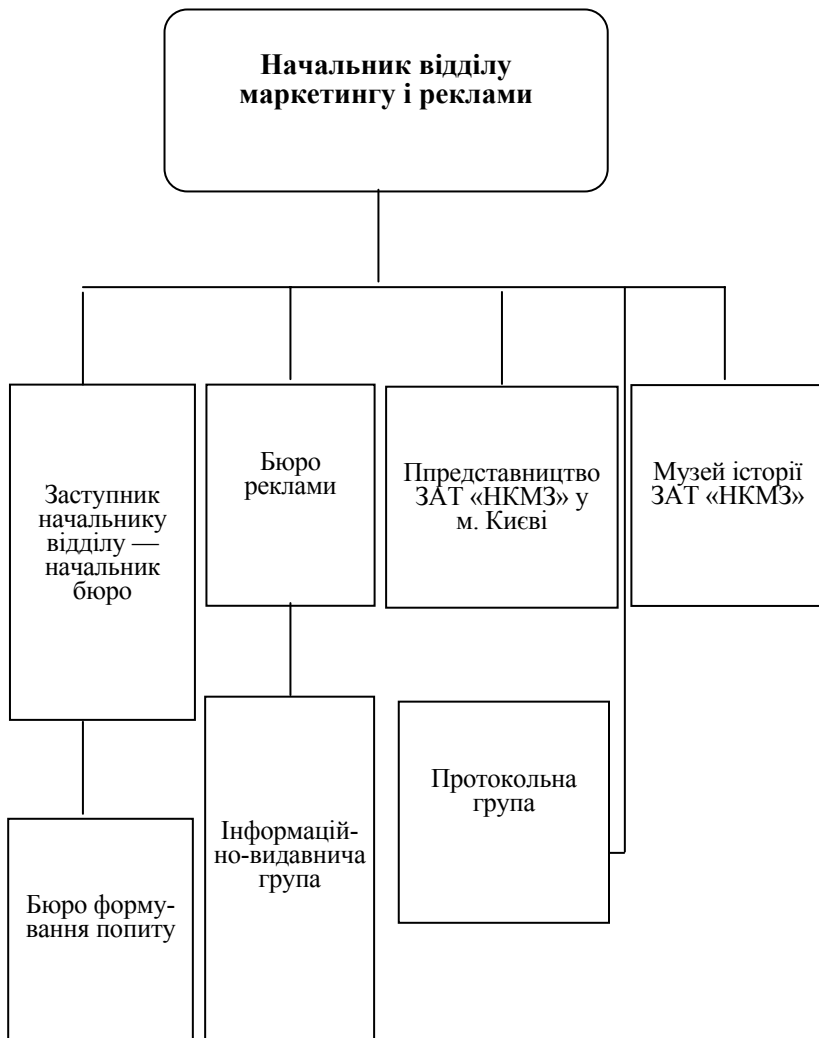 Начальник відділу
маркетингу і реклами
Заступник
начальнику
відділу —
начальник
бюро
Бюро
реклами
Ппредставництво
ЗАТ «НКМЗ» у
м. Києві
Музей історії
ЗАТ «НКМЗ»
Бюро форму-
вання попиту
Інформацій-
но-видавнича
група
Протокольна
група